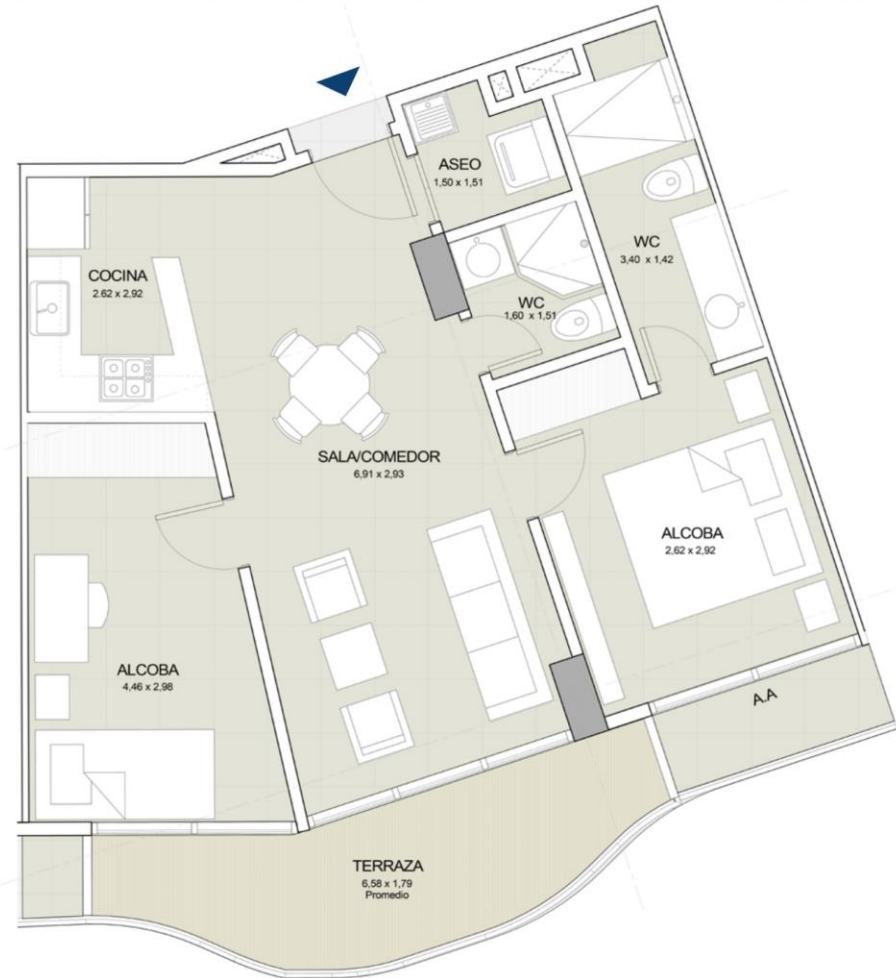 ASEO
1,50 x 1,51
WC
3,40 x 1,42
COCINA
2.62 x 2,92
WC
1,60 x 1,51
SALA/COMEDOR
6,91 x 2,93
ALCOBA
2,62 x 2,92
ALCOBA
4,46 x 2,98
A.A
TERRAZA
6,58 x 1,79
Promedio